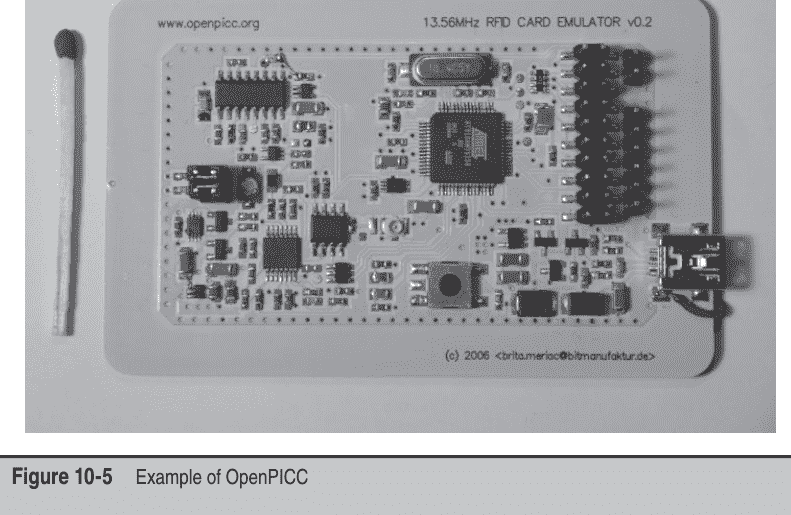 www.openpicc.org
13.56MHz RFID CARD EMULATOR v0.2
(c) 2006 <brita.meriac@bitmanufaktur.de>
Figure 10-5 Example of OpenPICC